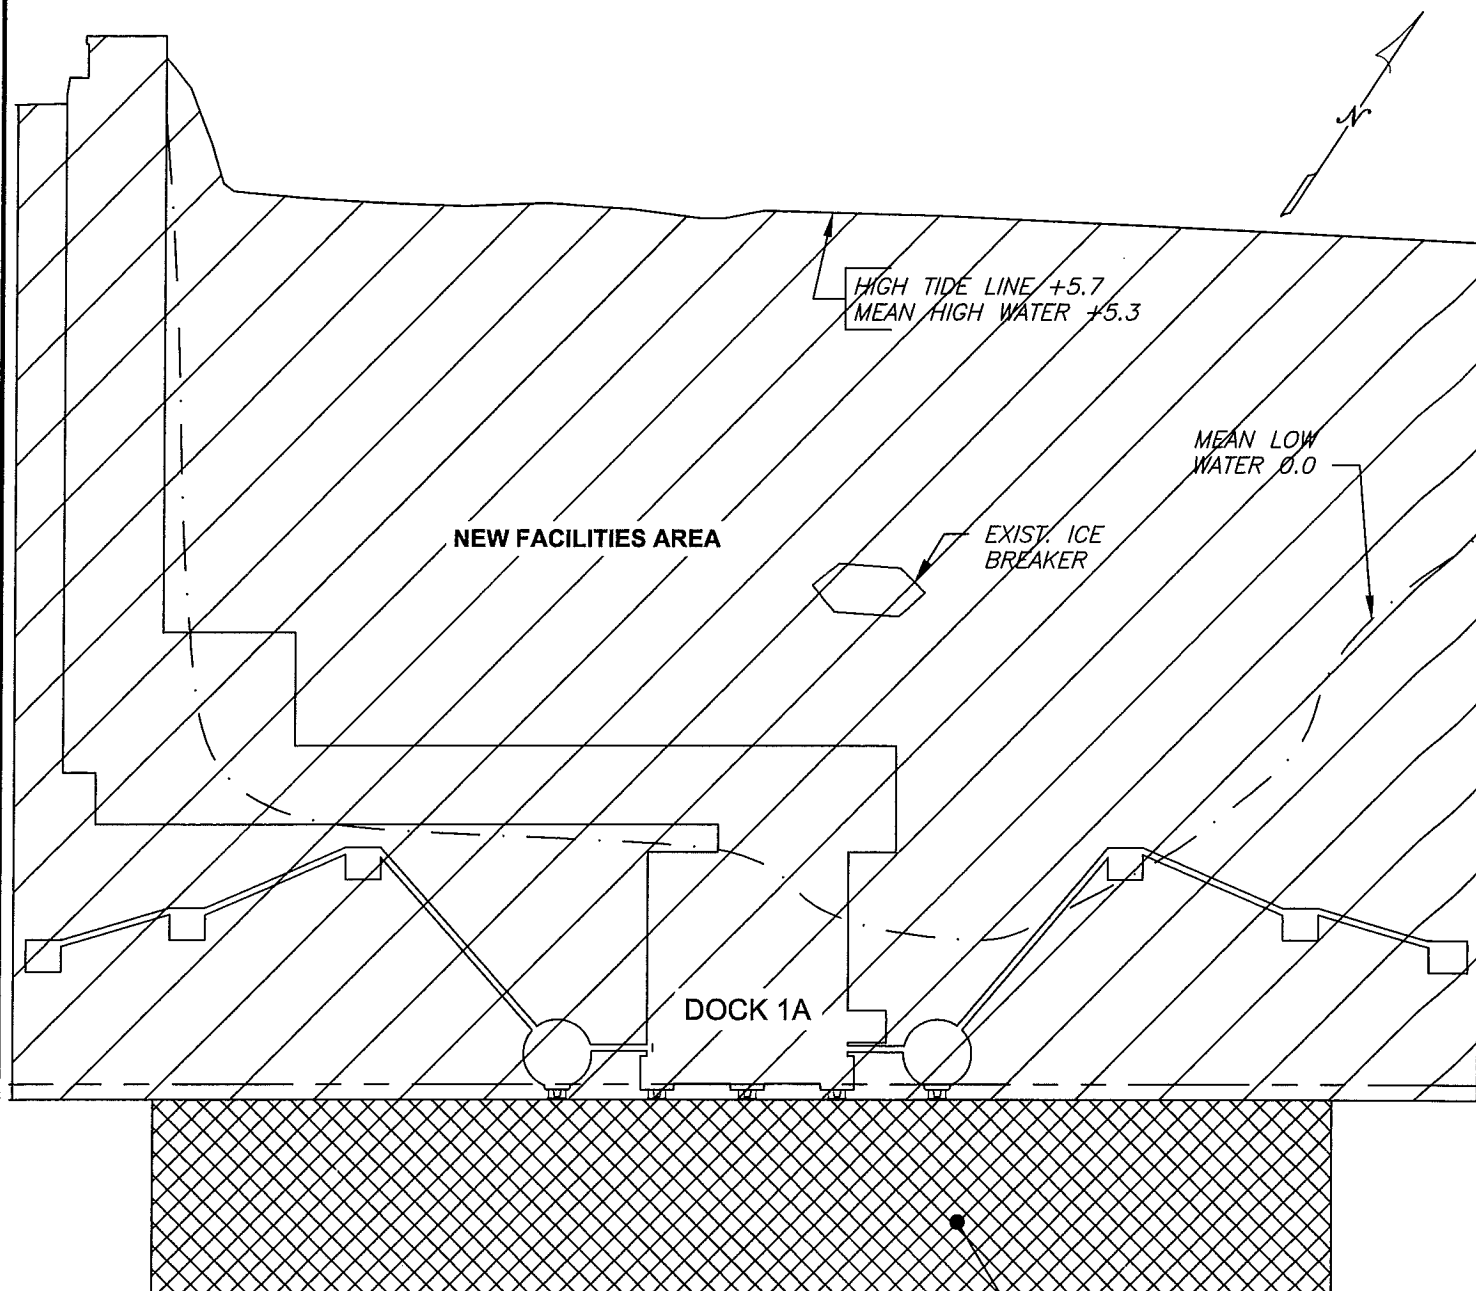 N
HIGH TIDE LINE +5.7
MEAN HIGH WATER +5.3
MEAN LOW
WATER 0.0
NEW FACILITIES AREA
EXIST. ICE
BREAKER
DOCK 1A